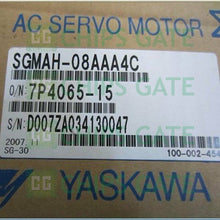 AC SERVO MOTOR
SGMAH-08AAA4C
O/N: 7P4065-15
S/N: D007ZA034130047
2007.11
SG-30
100-002-454
YASKAWA